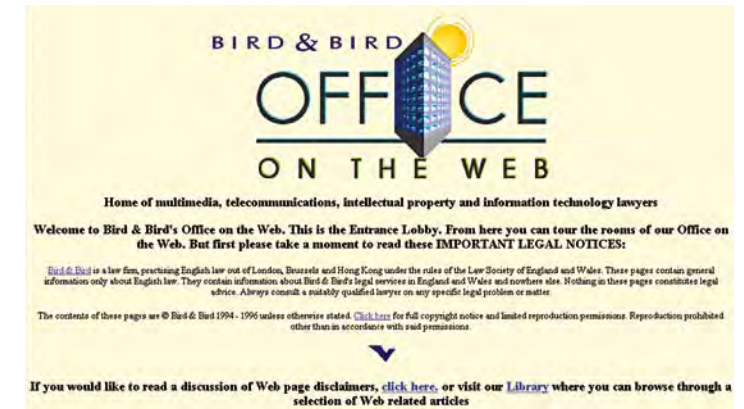 BIRD & BIRD
OFFICE
ON THE WEB
Home of multimedia, telecommunications, intellectual property and information technology lawyers
Welcome to Bird & Bird's Office on the Web. This is the Entrance Lobby. From here you can tour the rooms of our Office on
the Web. But first please take a moment to read these IMPORTANT LEGAL NOTICES:
Bird & Bird is a law firm, practising English law out of London, Brussels and Hong Kong under the rules of the Law Society of England and Wales. These pages contain general
information only about English law. They contain information about Bird & Bird's legal services in England and Wales and nowhere else. Nothing in these pages constitutes legal
advice. Always consult a suitably qualified lawyer on any specific legal problem or matter.
The contents of these pages are © Bird & Bird 1994 - 1996 unless otherwise stated. Click here for full copyright notice and limited reproduction permissions. Reproduction prohibited
other than in accordance with said permissions.
If you would like to read a discussion of Web page disclaimers, click here, or visit our Library where you can browse through a
selection of Web related articles